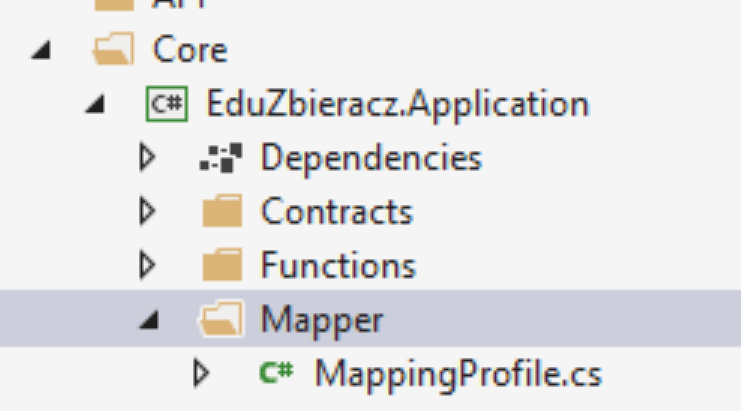 Core
C# EduZbieracz.Application
Dependencies
Contracts
Functions
Mapper
C# MappingProfile.cs